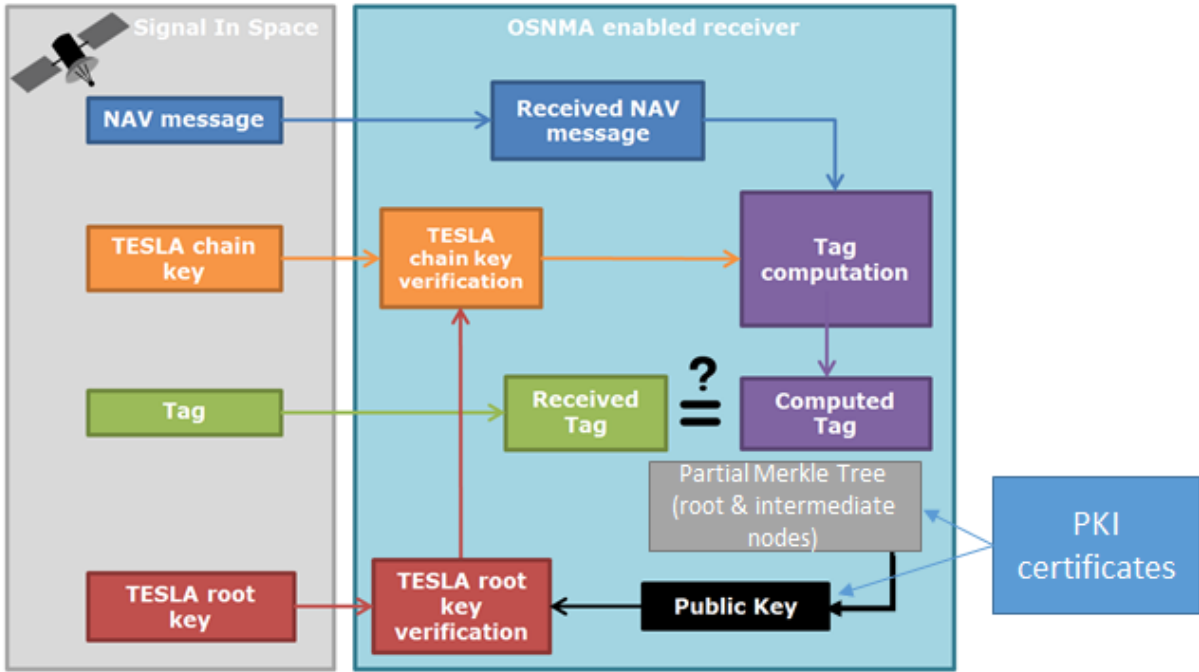 Signal In Space
OSNMA enabled receiver
NAV message
Received NAV
message
TESLA chain
key
TESLA
chain key
verification
Tag
computation
Tag
Received
Tag
?
=
Computed
Tag
Partial Merkle Tree
(root & intermediate
nodes)
PKI
certificates
TESLA root
key
TESLA root
key
verification
Public Key